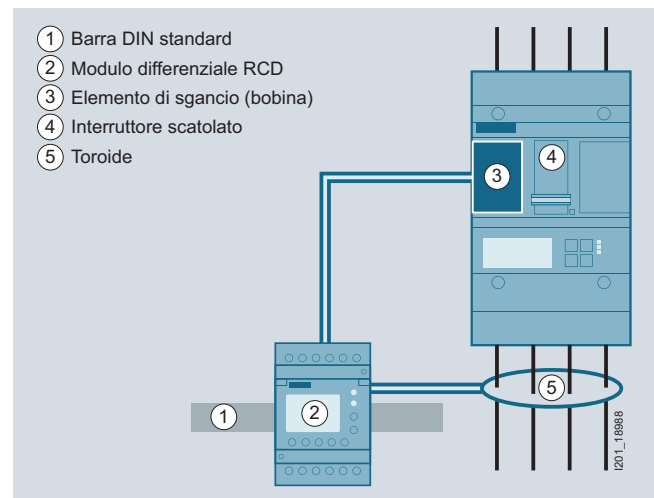 1 Barra DIN standard
2 Modulo differenziale RCD
3 Elemento di sgancio (bobina)
4 Interruttore scatolato
5 Toroide
4
3
5
1
2
I201_18988